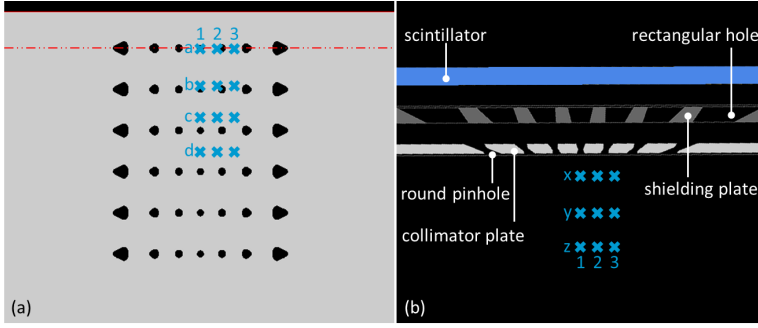 1 2 3
a
b
c
d
(a)
scintillator
rectangular hole
round pinhole
collimator plate
shielding plate
x
y
z
1 2 3
(b)